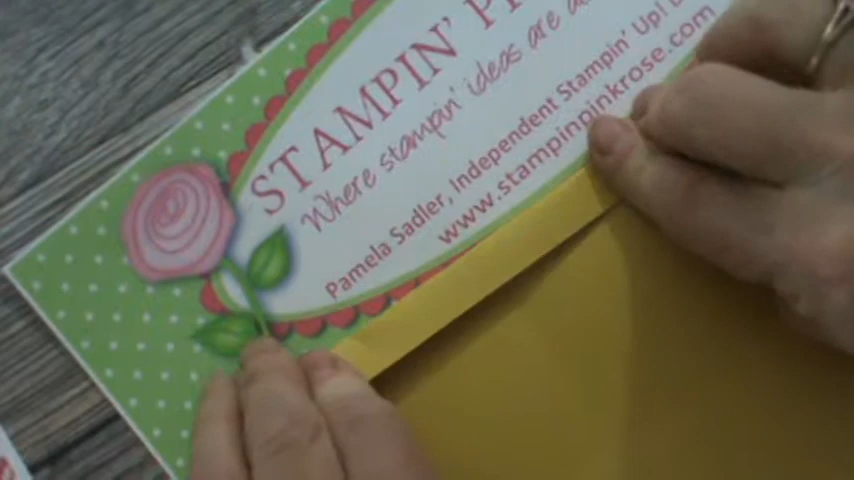 STAMPIN' P
Where stampin' ideas are
Pamela Sadler, Independent Stampin' Up!
www.stampinpinkrose.com